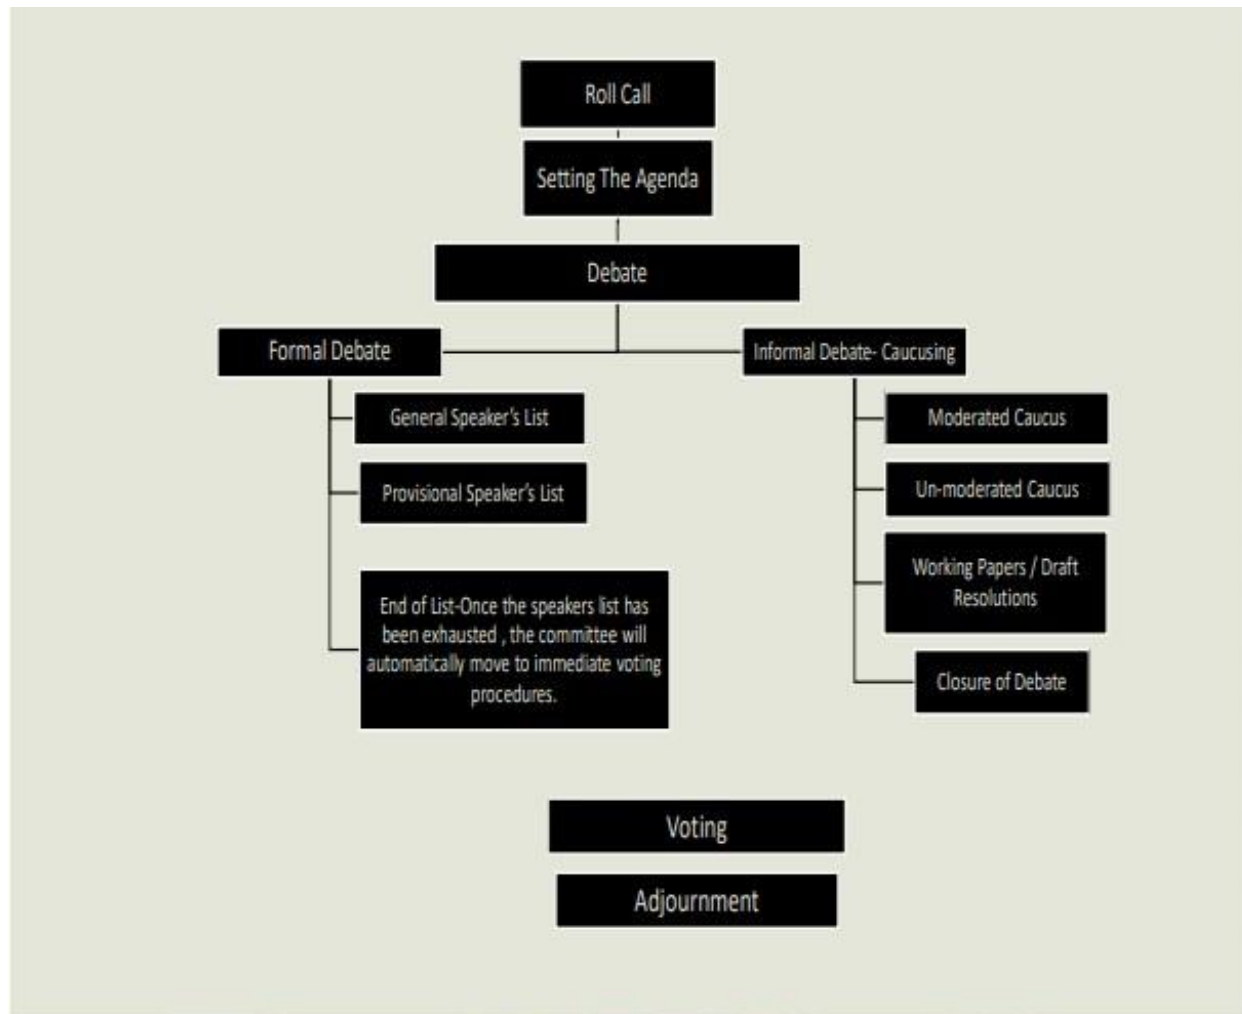 Roll Call
Setting The Agenda
Debate
Formal Debate
General Speaker's List
Provisional Speaker's List
End of List-Once the speakers list has
been exhausted , the committee will
automatically move to immediate voting
procedures.
Informal Debate- Caucusing
Moderated Caucus
Un-moderated Caucus
Working Papers / Draft
Resolutions
Closure of Debate
Voting
Adjournment